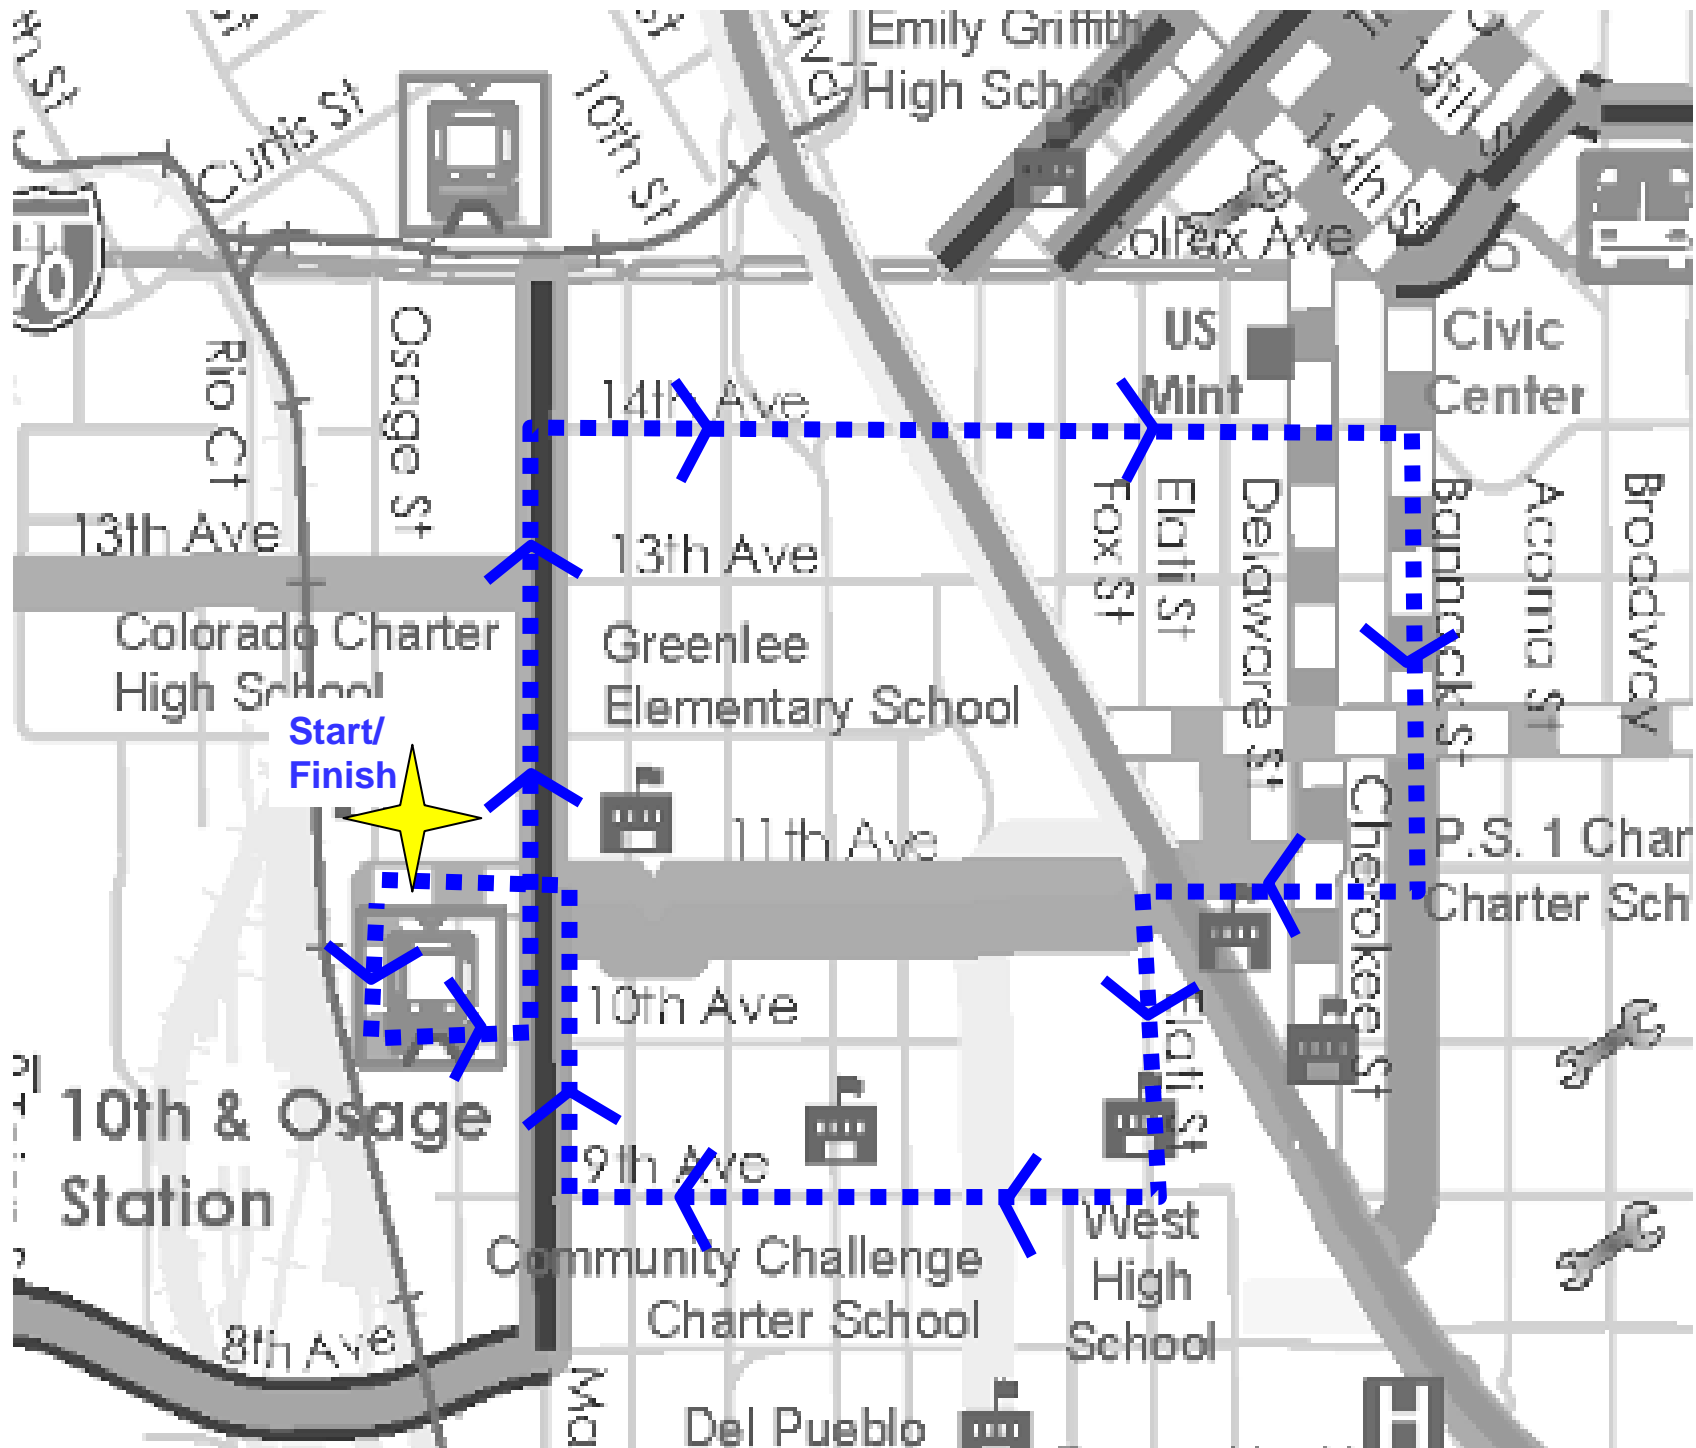 St
St
Blvd
Emily Griffith
High School
Curtis St
10th St
15th S
14th St
Colfax Ave
70
US
Mint
Civic
Center
Rio Ct
Osage St
14th Ave
13th Ave
13th Ave
Fox St
Elati St
Delaware St
Bannock St
Acoma St
Broadway
Colorado Charter
High School
Greenlee
Elementary School
Start/
Finish
11th Ave
Cherokee St
P.S. 1 Char
Charter Sch
10th Ave
Elati St
10th & Osage
Station
9th Ave
Community Challenge
Charter School
West
High
School
8th Ave
Ma
Del Pueblo
H